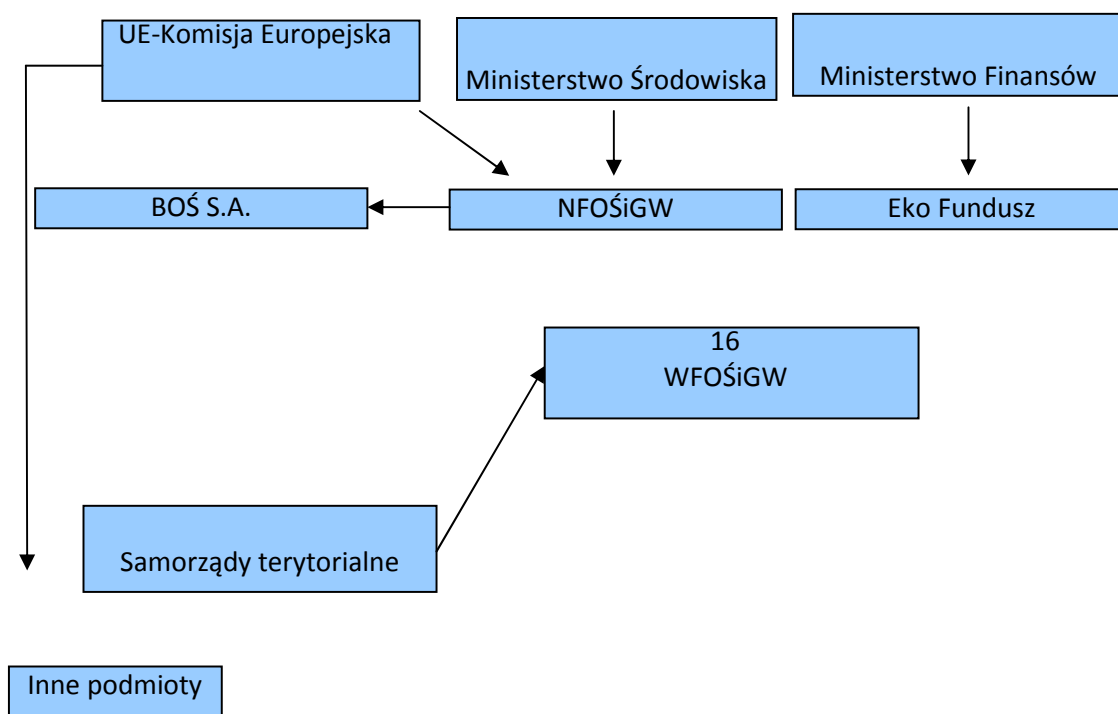 UE-Komisja Europejska
Ministerstwo Środowiska
Ministerstwo Finansów
BOŚ S.A.
NFOŚiGW
Eko Fundusz
16
WFOŚiGW
Samorządy terytorialne
Inne podmioty